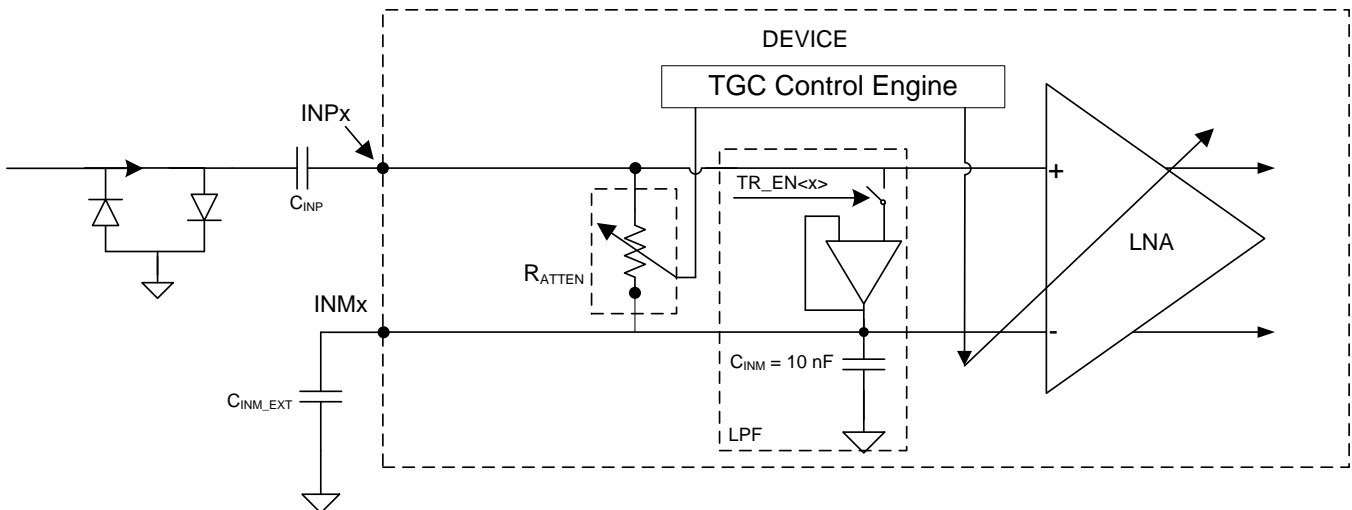 DEVICE
TGC Control Engine
INPx
CINP
TR_EN<x>
+
RATTEN
LNA
INMx
-
CINM = 10 nF
CINM_EXT
LPF